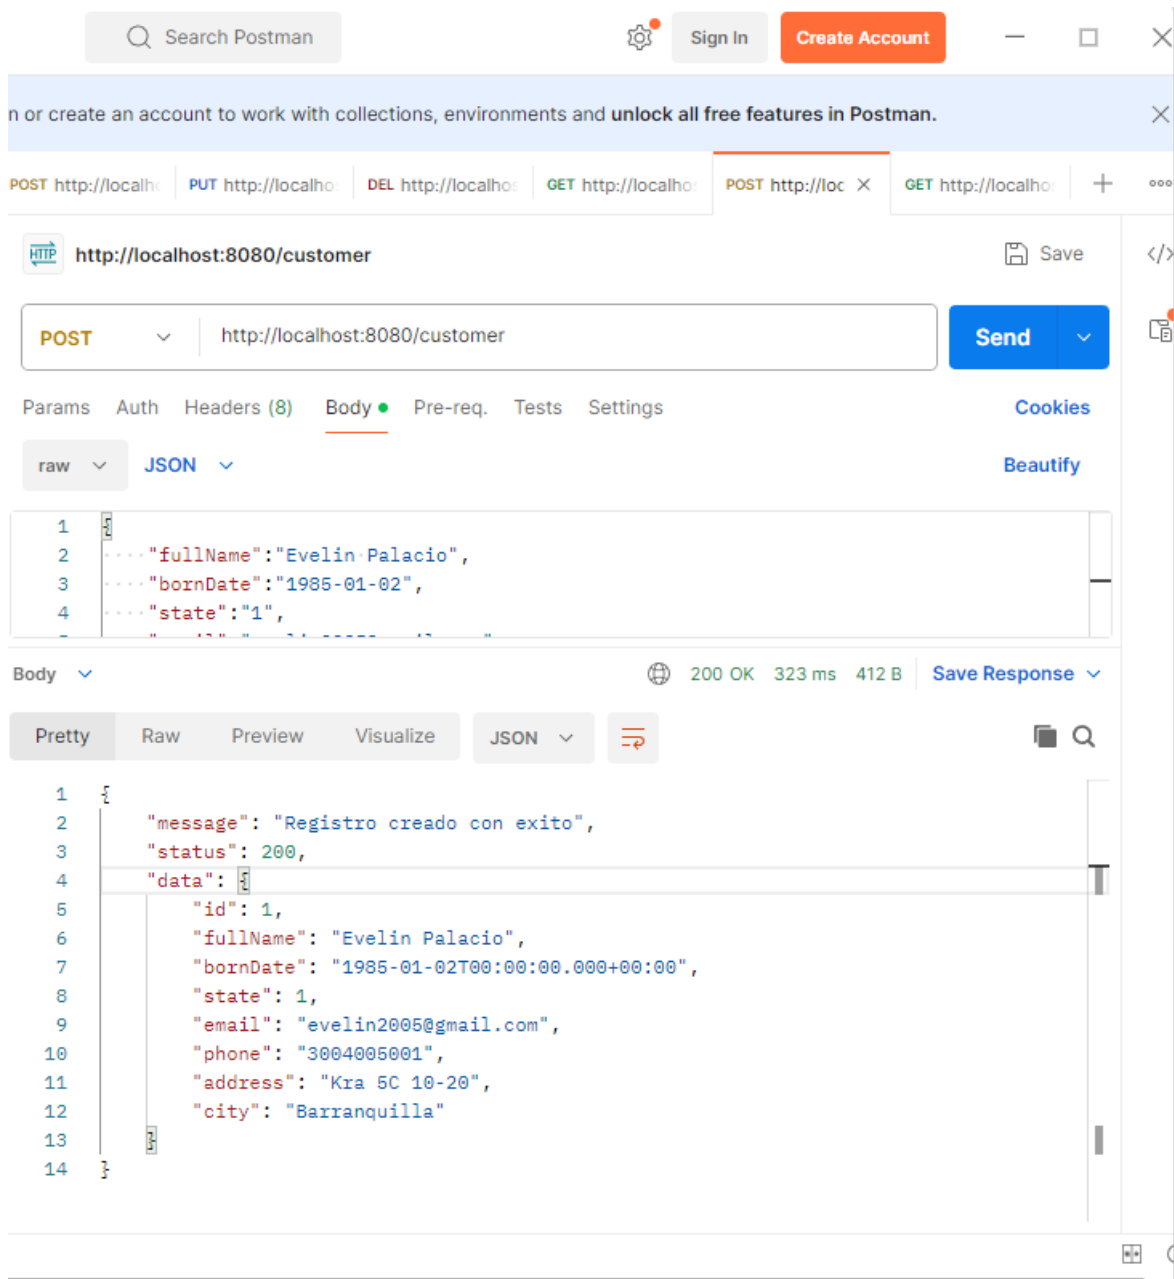 Search Postman
Sign In
Create Account
n or create an account to work with collections, environments and unlock all free features in Postman.
POST http://localho
PUT http://localho
DEL http://localhos
GET http://localhos
POST http://loc
GET http://localhos
HTTP http://localhost:8080/customer
Save
POST http://localhost:8080/customer
Send
Params Auth Headers (8) Body Pre-req. Tests Settings Cookies
raw JSON Beautify
1 {
2 "fullName":"Evelin Palacio",
3 "bornDate":"1985-01-02",
4 "state":"1",
Body 200 OK 323 ms 412 B Save Response
Pretty Raw Preview Visualize JSON
1 {
2 "message": "Registro creado con exito",
3 "status": 200,
4 "data": {
5 "id": 1,
6 "fullName": "Evelin Palacio",
7 "bornDate": "1985-01-02T00:00:00.000+00:00",
8 "state": 1,
9 "email": "evelin2005@gmail.com",
10 "phone": "3004005001",
11 "address": "Kra 5C 10-20",
12 "city": "Barranquilla"
13 }
14 }